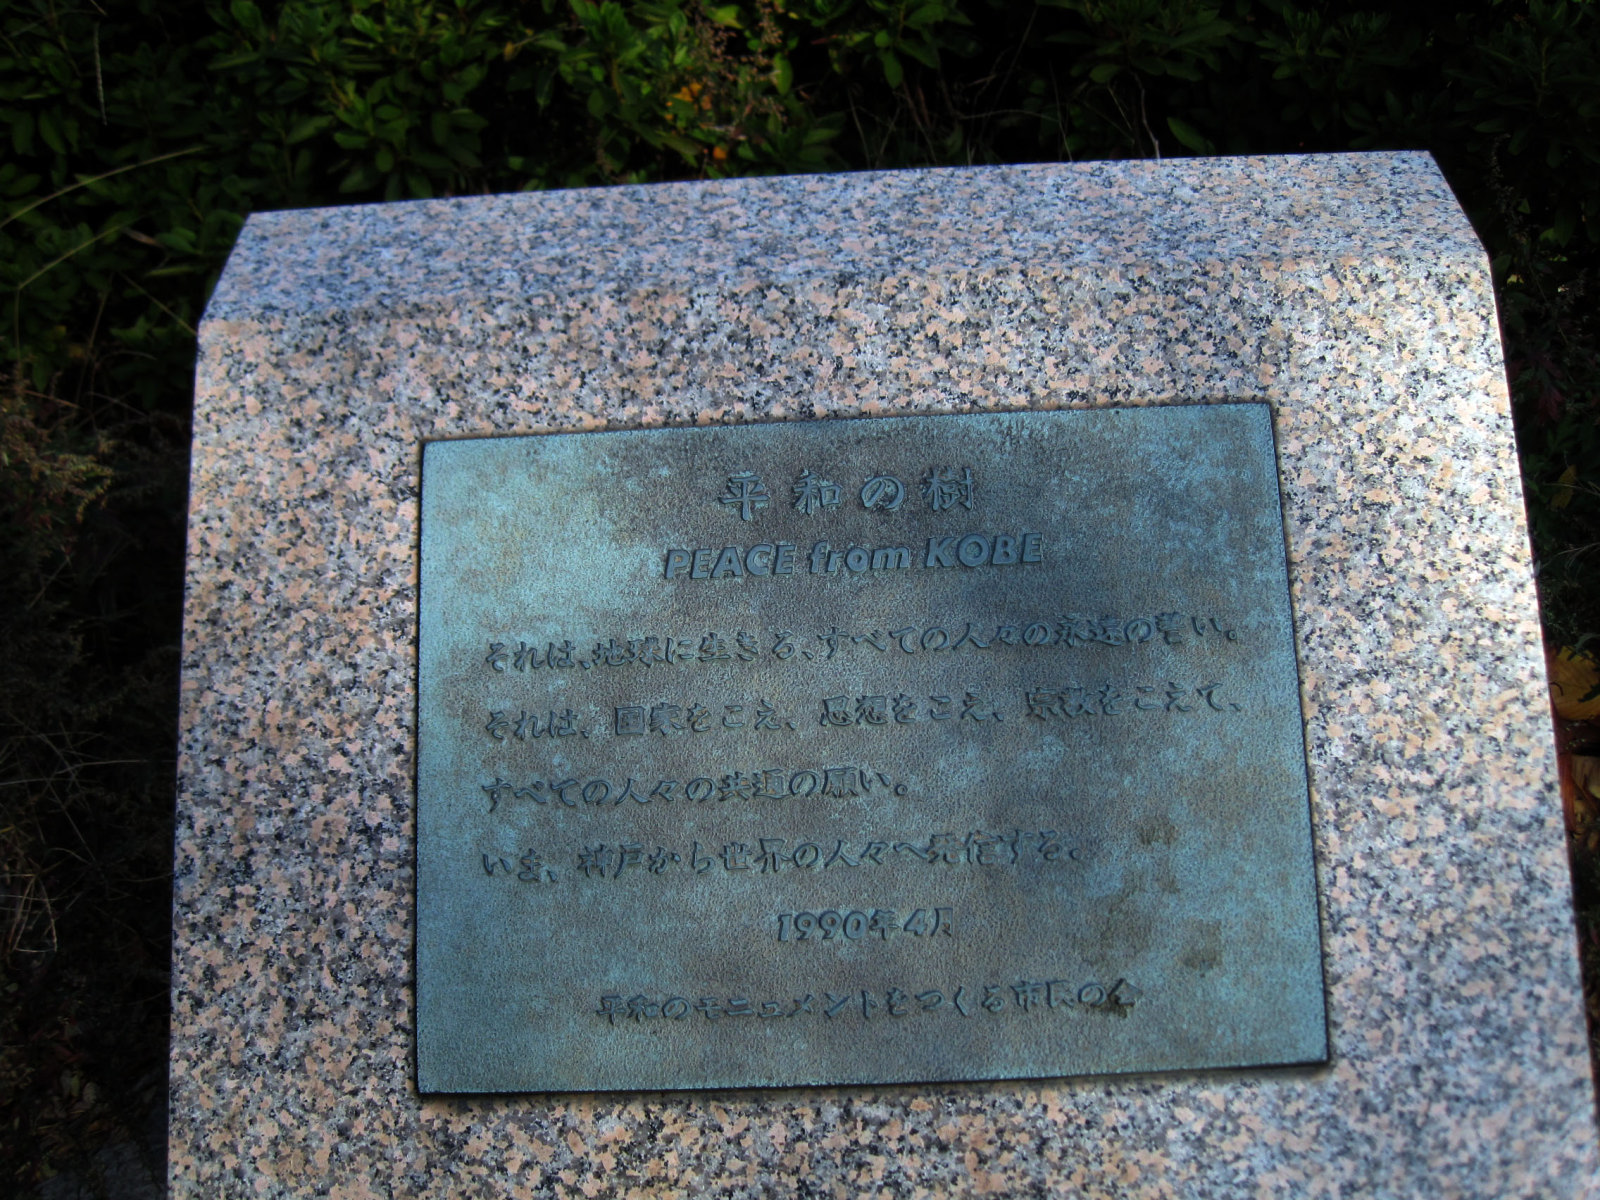 平和の樹
PEACE from KOBE
それは、地球に生きる、すべての人々の永遠の誓い。
それは、国家をこえ、思想をこえ、宗教をこえて、
すべての人々の共通の願い。
いま、神戸から世界の人々へ発信する。
1990年4月
平和のモニュメントをつくる市民の会